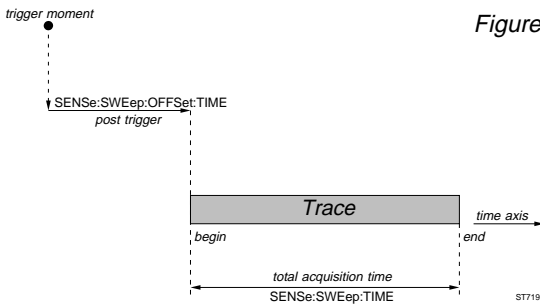 trigger moment
Figure
SENSe:SWEep:OFFSet:TIME
post trigger
Trace
time axis
begin
end
total acquisition time
SENSe:SWEep:TIME
ST719